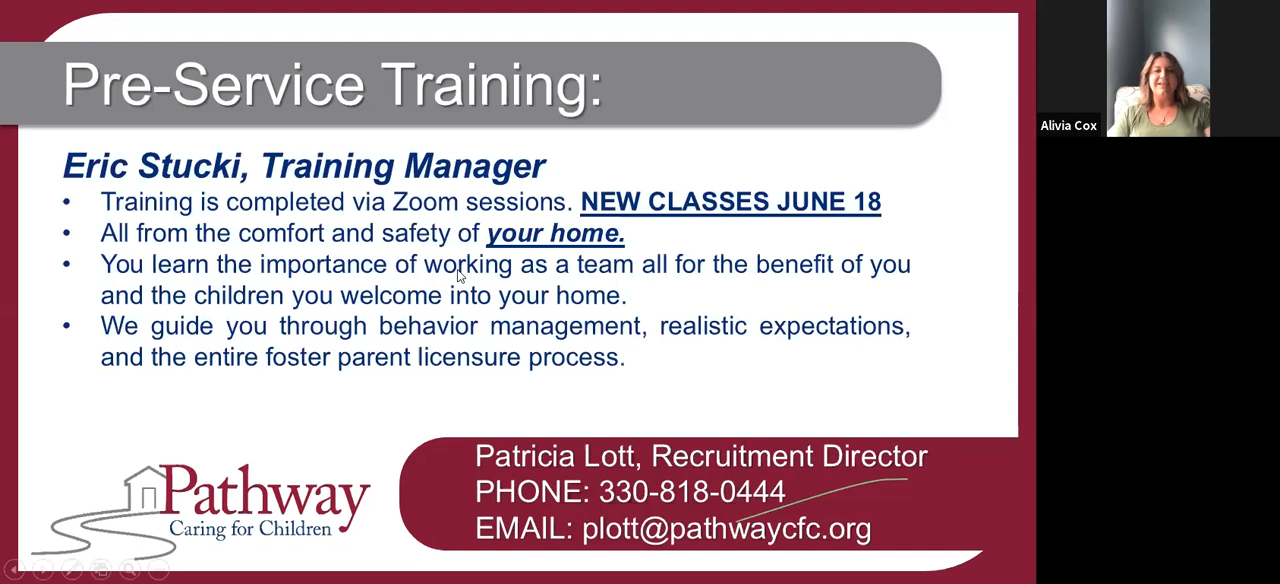 Pre-Service Training:
Eric Stucki, Training Manager
• Training is completed via Zoom sessions. NEW CLASSES JUNE 18
• All from the comfort and safety of your home.
• You learn the importance of working as a team all for the benefit of you
and the children you welcome into your home.
• We guide you through behavior management, realistic expectations,
and the entire foster parent licensure process.
Pathway
Caring for Children
Patricia Lott, Recruitment Director
PHONE: 330-818-0444
EMAIL: plott@pathwaycfc.org
Alivia Cox